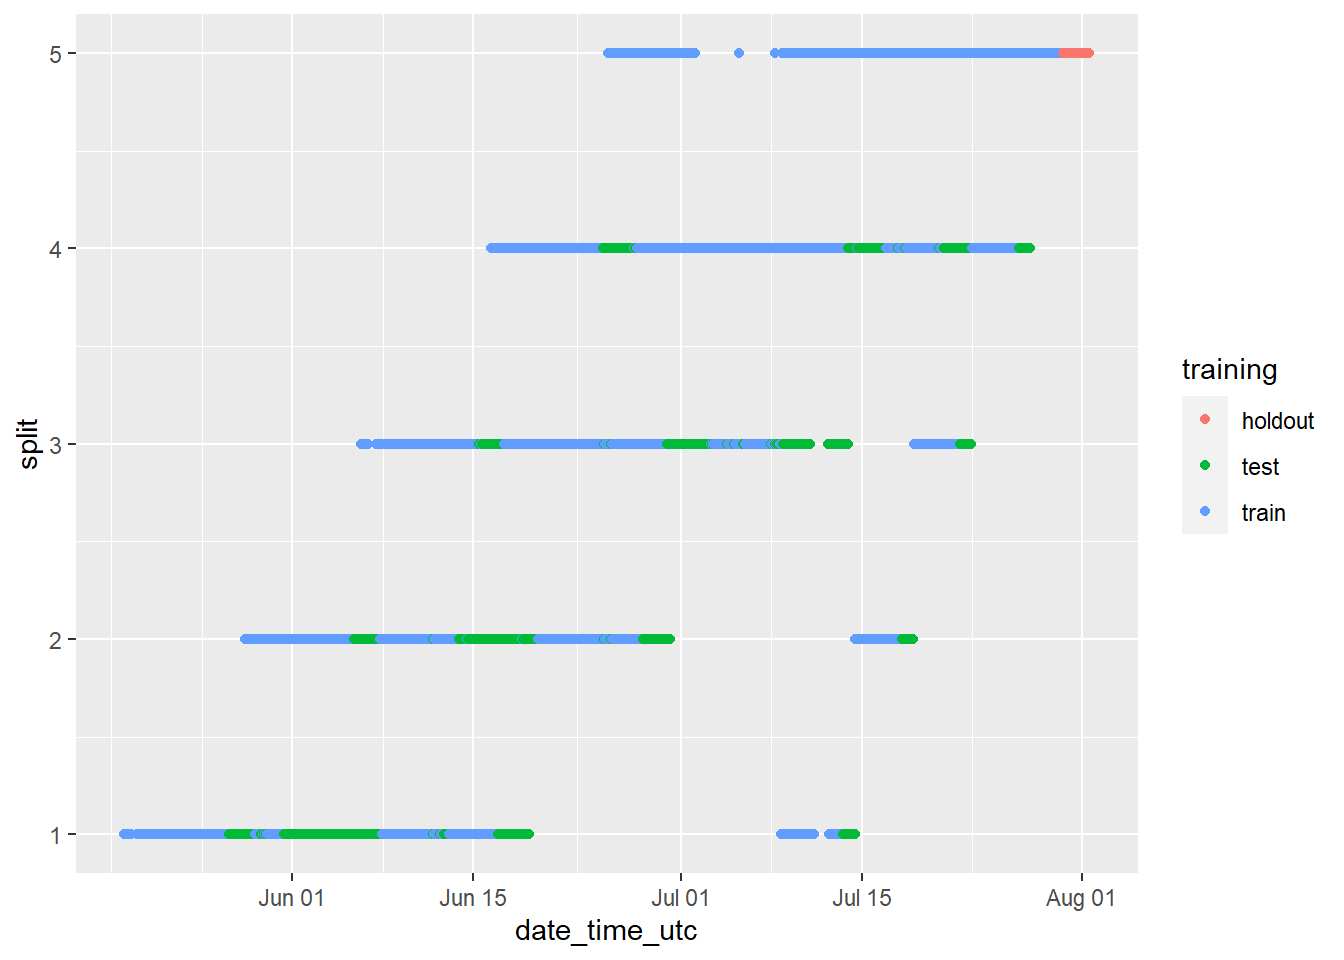 5
4
3
2
1
split
Jun 01
Jun 15
Jul 01
Jul 15
Aug 01
date_time_utc
training
holdout
test
train